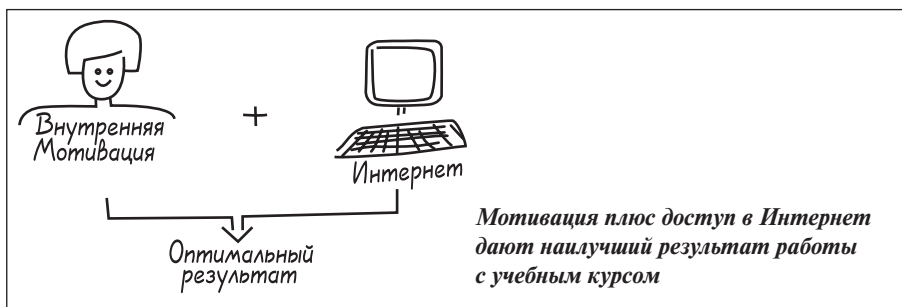 Внутренняя
Мотивация
+
Интернет
Оптимальный
результат
Мотивация плюс доступ в Интернет
дают наилучший результат работы
с учебным курсом